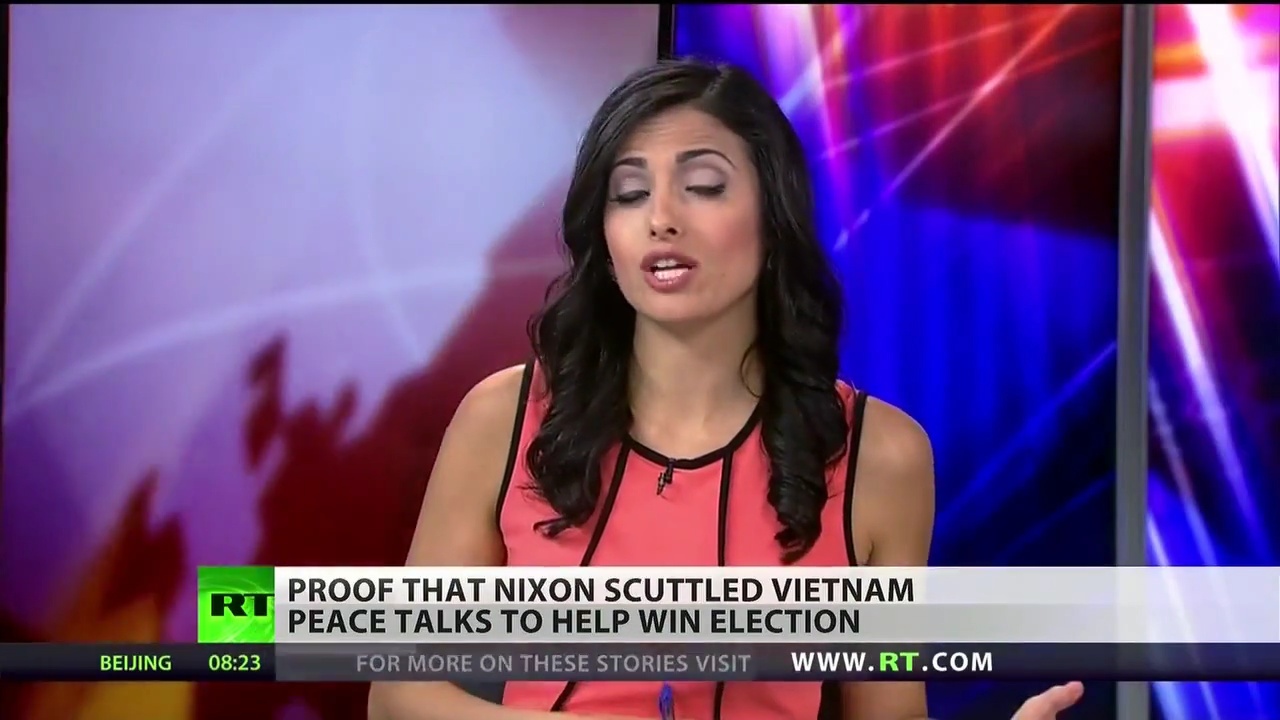 RT
PROOF THAT NIXON SCUTTLED VIETNAM
PEACE TALKS TO HELP WIN ELECTION
BEIJING 08:23 FOR MORE ON THESE STORIES VISIT WWW.RT.COM